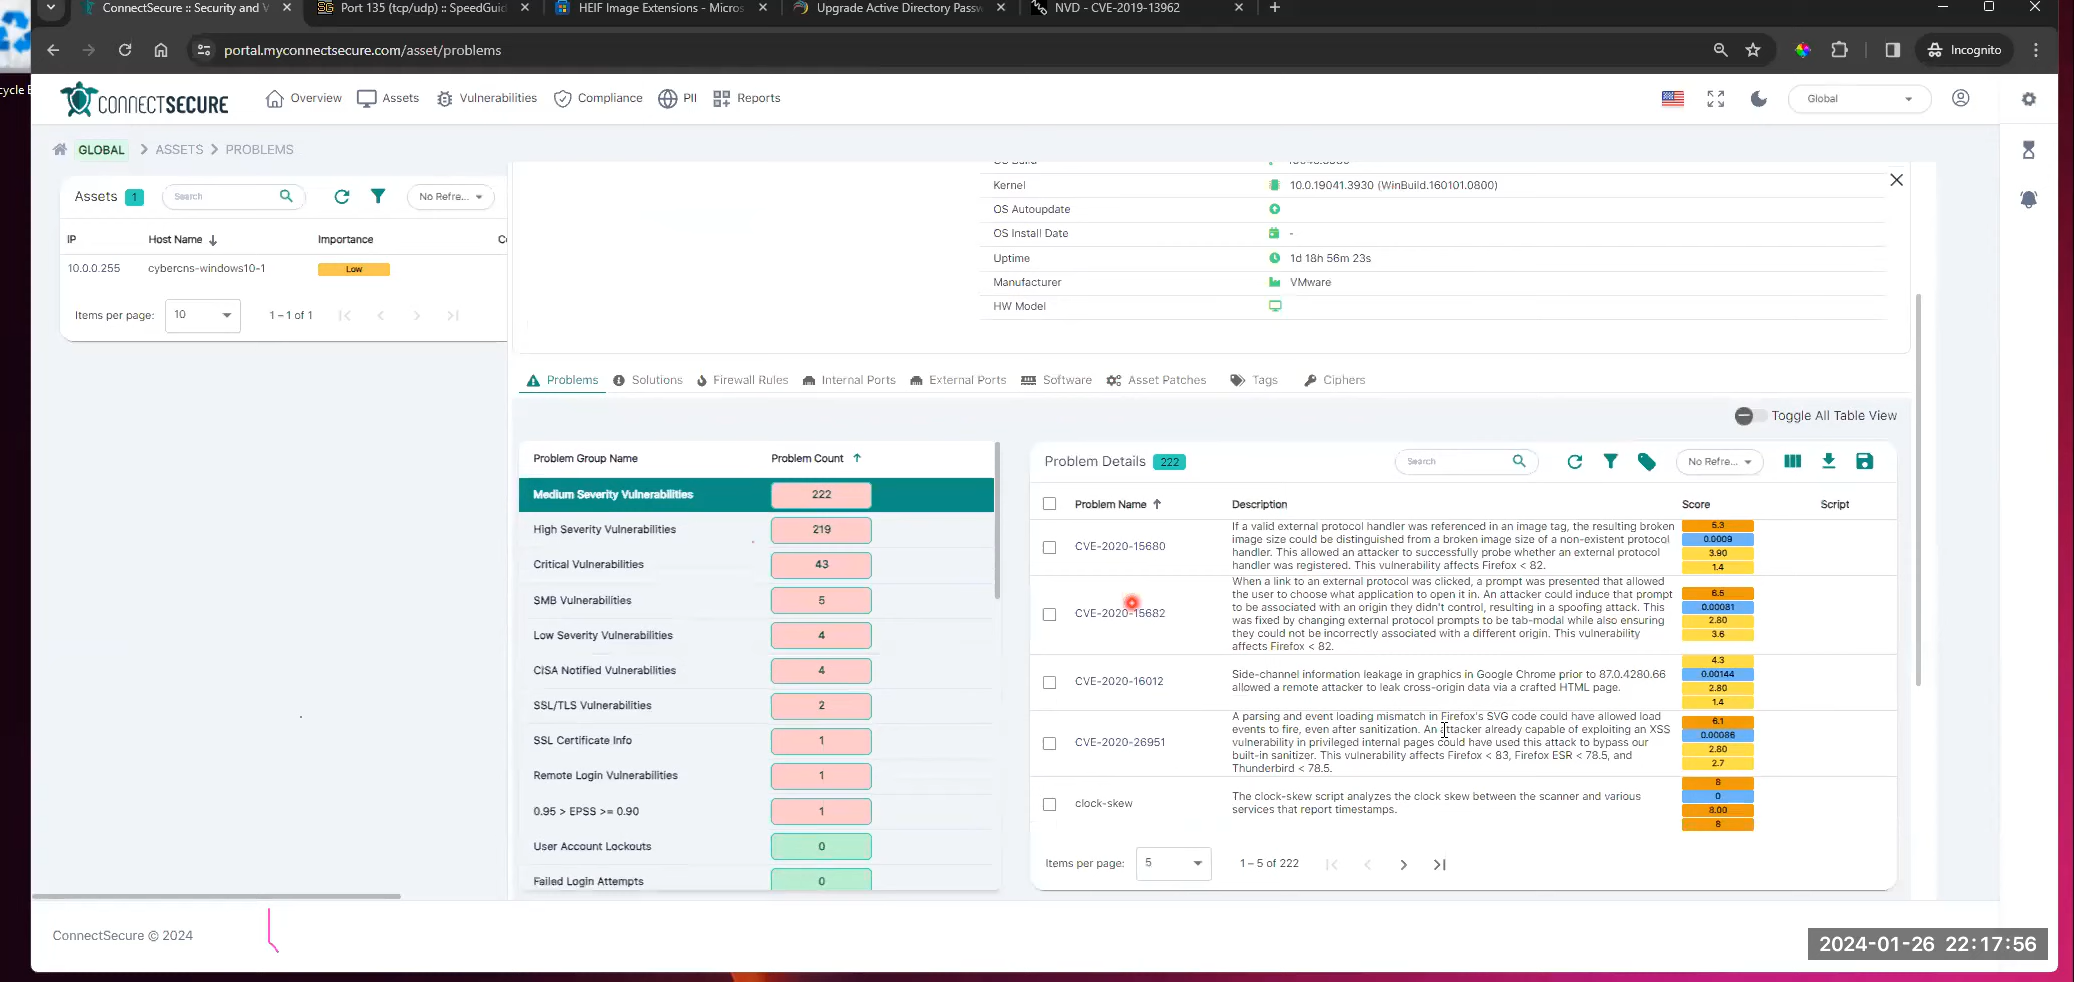 ConnectSecure :: Security and V
Port 135 (tcp/udp) :: SpeedGuid
HEIF Image Extensions - Micros
Upgrade Active Directory Passw
NVD - CVE-2019-13962
portal.myconnectsecure.com/asset/problems
Incognito
cycle
CONNECTSECURE
Overview
Assets
Vulnerabilities
Compliance
PII
Reports
Global
GLOBAL > ASSETS > PROBLEMS
Assets 1
Search
No Refre...
IP
Host Name
Importance
10.0.0.255
cybercns-windows10-1
Low
Items per page:
10
1 – 1 of 1
Kernel
10.0.19041.3930 (WinBuild.160101.0800)
OS Autoupdate
OS Install Date
-
Uptime
1d 18h 56m 23s
Manufacturer
VMware
HW Model
Problems
Solutions
Firewall Rules
Internal Ports
External Ports
Software
Asset Patches
Tags
Ciphers
Toggle All Table View
Problem Group Name
Problem Count
Medium Severity Vulnerabilities
222
High Severity Vulnerabilities
219
Critical Vulnerabilities
43
SMB Vulnerabilities
5
Low Severity Vulnerabilities
4
CISA Notified Vulnerabilities
4
SSL/TLS Vulnerabilities
2
SSL Certificate Info
1
Remote Login Vulnerabilities
1
0.95 > EPSS >= 0.90
1
User Account Lockouts
0
Failed Login Attempts
0
Problem Details 222
Search
No Refre...
Problem Name
Description
Score
Script
CVE-2020-15680
If a valid external protocol handler was referenced in an image tag, the resulting broken
image size could be distinguished from a broken image size of a non-existent protocol
handler. This allowed an attacker to successfully probe whether an external protocol
handler was registered. This vulnerability affects Firefox < 82.
5.3
0.0009
3.90
1.4
CVE-2020-15682
When a link to an external protocol was clicked, a prompt was presented that allowed
the user to choose what application to open it in. An attacker could induce that prompt
to be associated with an origin they didn't control, resulting in a spoofing attack. This
was fixed by changing external protocol prompts to be tab-modal while also ensuring
they could not be incorrectly associated with a different origin. This vulnerability
affects Firefox < 82.
6.5
0.00081
2.80
3.6
CVE-2020-16012
Side-channel information leakage in graphics in Google Chrome prior to 87.0.4280.66
allowed a remote attacker to leak cross-origin data via a crafted HTML page.
4.3
0.00144
2.80
1.4
CVE-2020-26951
A parsing and event loading mismatch in Firefox's SVG code could have allowed load
events to fire, even after sanitization. An attacker already capable of exploiting an XSS
vulnerability in privileged internal pages could have used this attack to bypass our
built-in sanitizer. This vulnerability affects Firefox < 83, Firefox ESR < 78.5, and
Thunderbird < 78.5.
6.1
0.00086
2.80
2.7
clock-skew
The clock-skew script analyzes the clock skew between the scanner and various
services that report timestamps.
8
0
8.00
8
Items per page:
5
1 – 5 of 222
ConnectSecure © 2024
2024-01-26 22:17:56